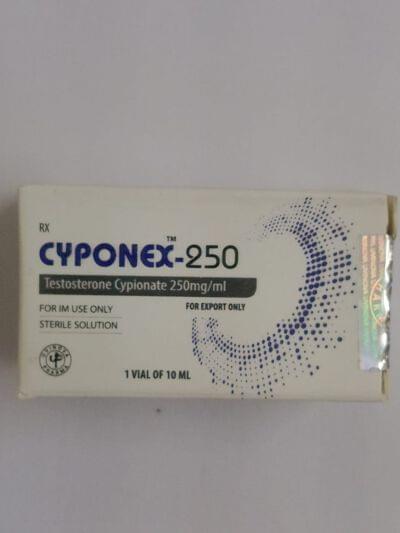 RX
CYPONEX™-250
Testosterone Cypionate 250mg/ml
FOR IM USE ONLY
FOR EXPORT ONLY
STERILE SOLUTION
PHARMA
1 VIAL OF 10 ML